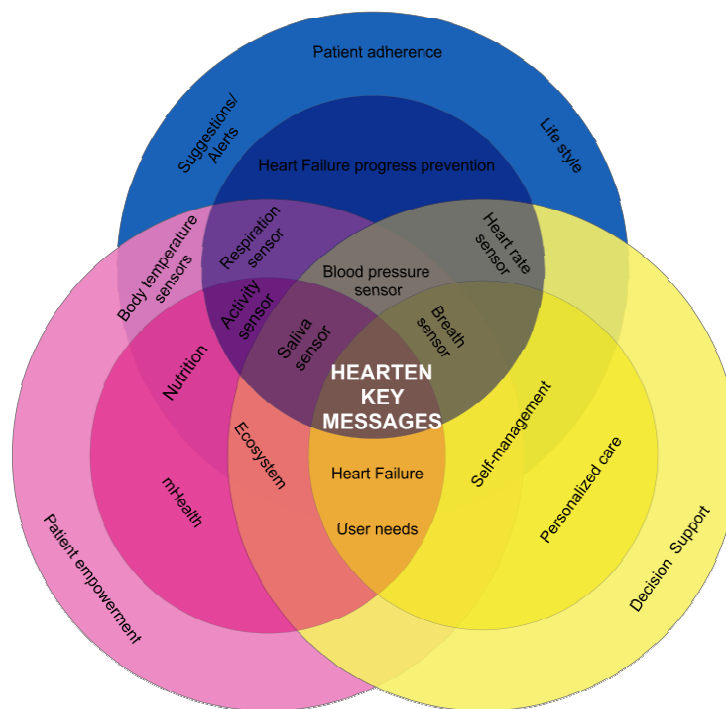 Patient adherence
Suggestions/
Alerts
Life style
Heart Failure progress prevention
Body temperature
sensors
Respiration
sensor
Heart rate
sensor
Blood pressure
sensor
Activity
sensor
Saliva
sensor
Breath
sensor
Nutrition
HEARTEN
KEY
MESSAGES
Ecosystem
Self-management
mHealth
Heart Failure
Personalized care
User needs
Patient empowerment
Decision Support